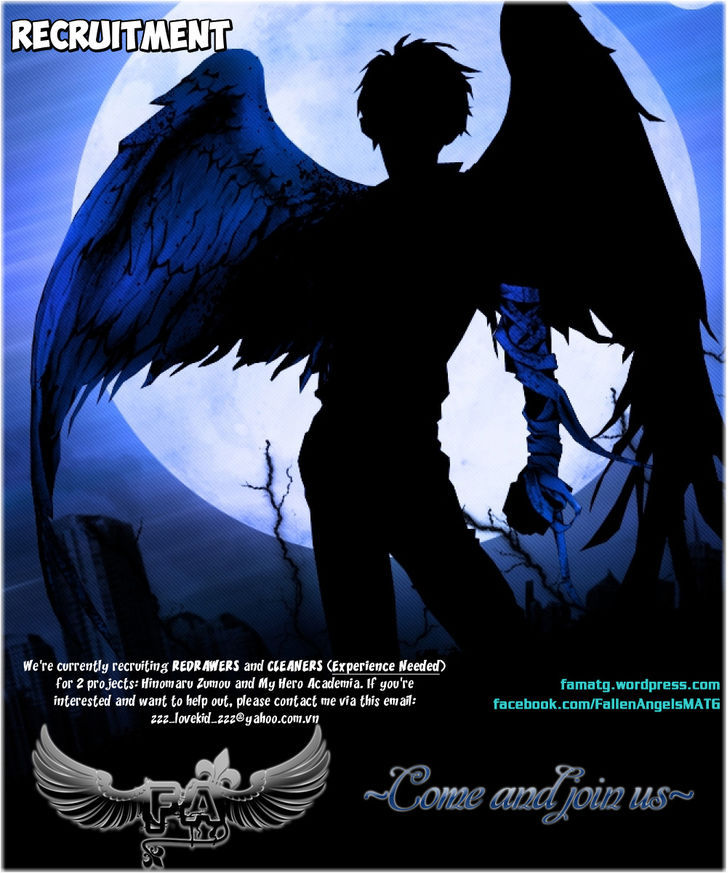 RECRUITMENT
We're currently recruiting REDRAWERS and CLEANERS (Experience Needed)
for 2 projects: Hinomaru Zumou and My Hero Academia. If you're
interested and want to help out, please contact me via this email:
zzz_lovekid_zzz@yahoo.com.vn
famatg.wordpress.com
facebook.com/FallenAngelsMATG
FA
~Come and join us~